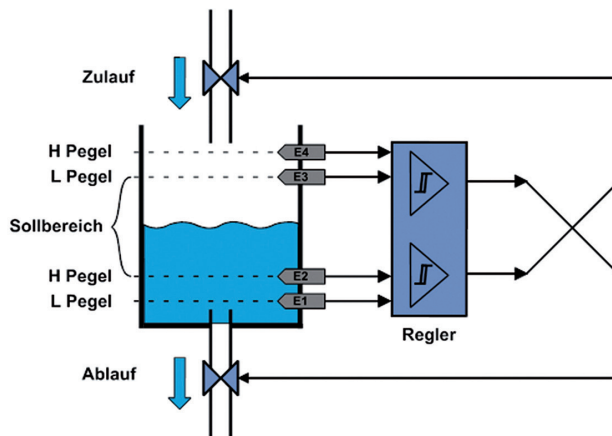 Zulauf
H Pegel
E4
L Pegel
E3
Sollbereich
H Pegel
E2
L Pegel
E1
Regler
Ablauf